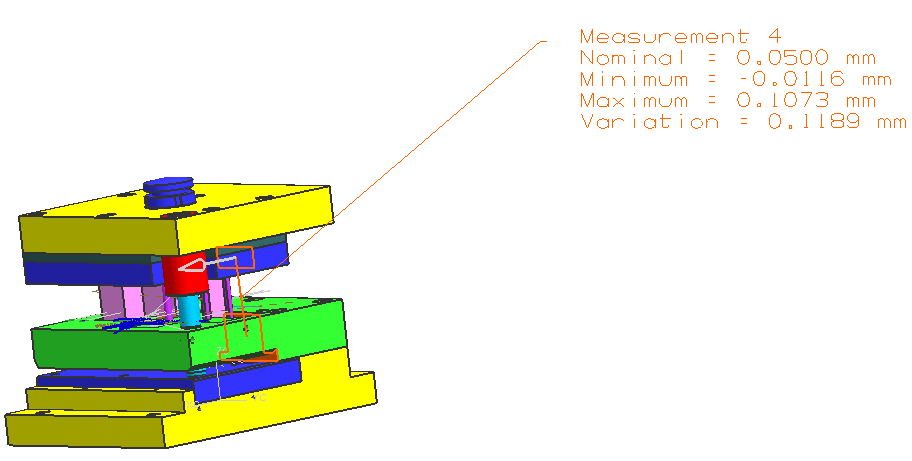 Measurement 4
Nominal = 0.0500 mm
Minimum = -0.0116 mm
Maximum = 0.1073 mm
Variation = 0.1189 mm